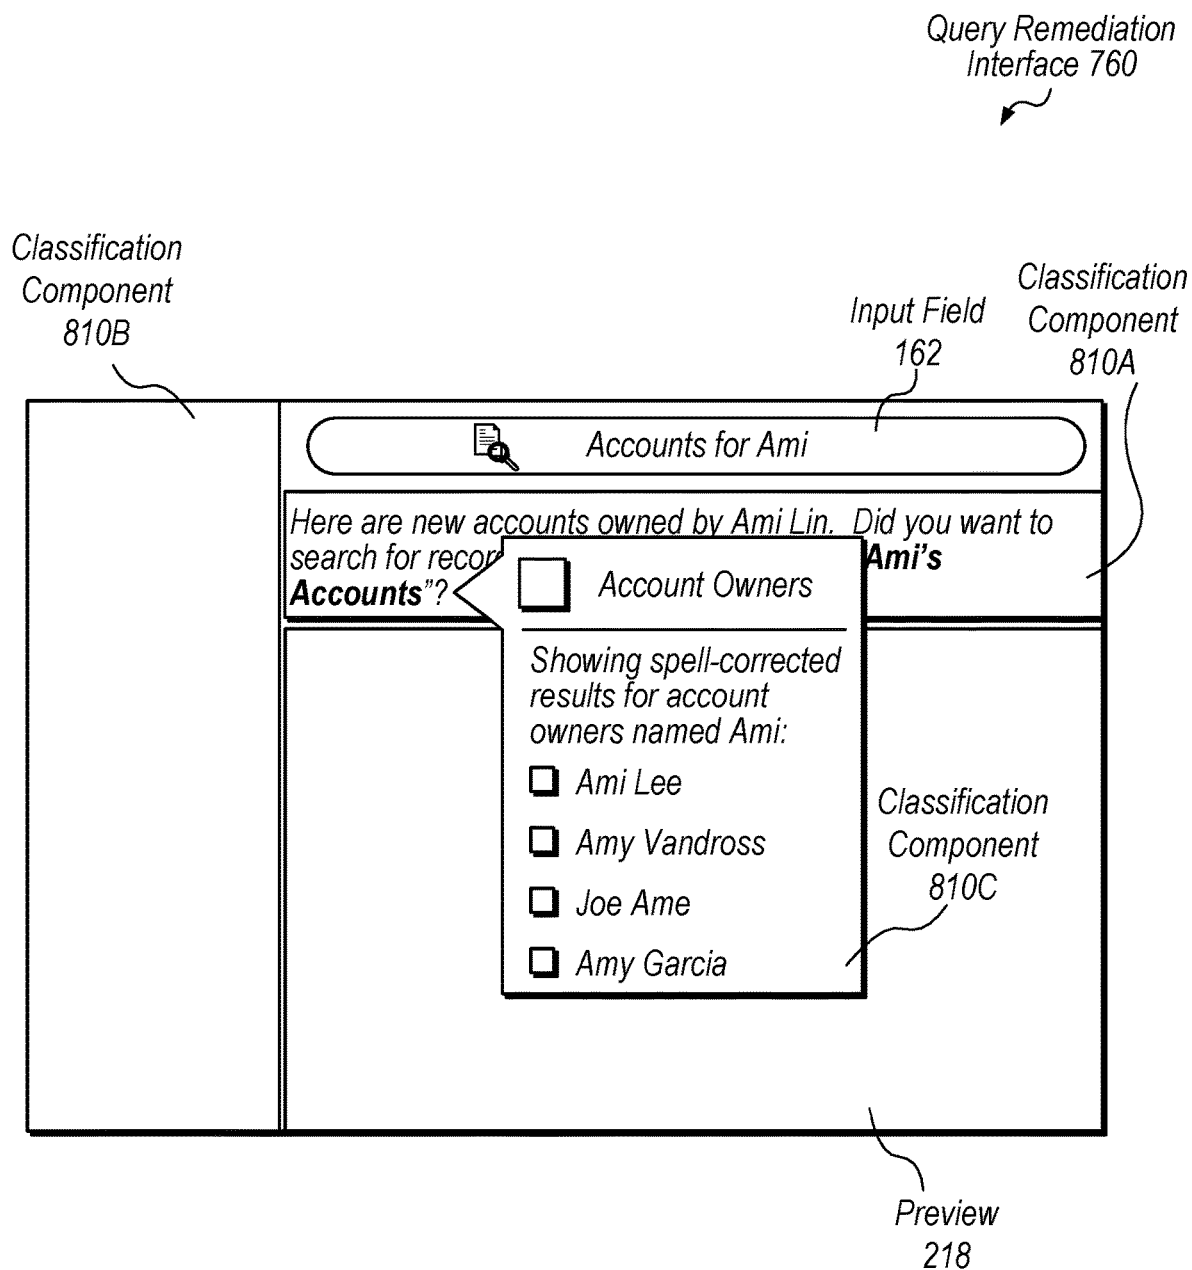 Query Remediation
Interface 760
Classification
Component
810B
Input Field
162
Classification
Component
810A
Accounts for Ami
Here are new accounts owned by Ami Lin.  Did you want to
search for Ami's
Accounts"?
Account Owners
Showing spell-corrected
results for account
owners named Ami:
Ami Lee
Amy Vandross
Joe Ame
Amy Garcia
Classification
Component
810C
Preview
218